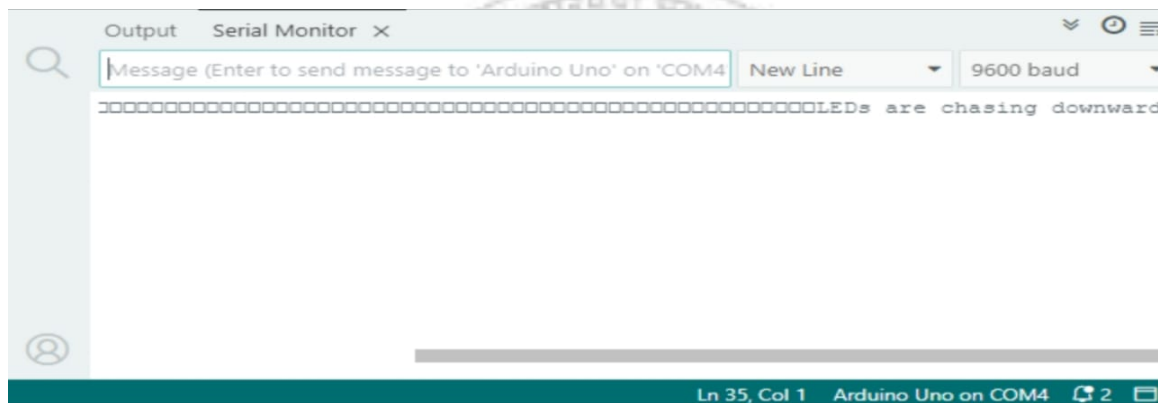 Output Serial Monitor
Message (Enter to send message to 'Arduino Uno' on 'COM4 New Line 9600 baud
LEDs are chasing downward
Ln 35, Col 1 Arduino Uno on COM4 2